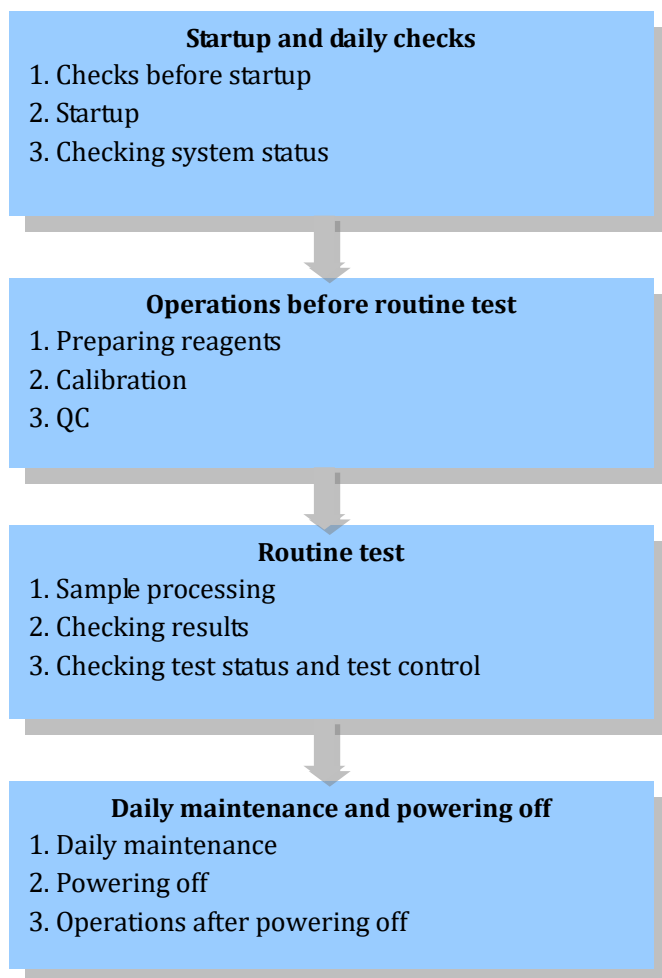 Startup and daily checks
1. Checks before startup
2. Startup
3. Checking system status
Operations before routine test
1. Preparing reagents
2. Calibration
3. QC
Routine test
1. Sample processing
2. Checking results
3. Checking test status and test control
Daily maintenance and powering off
1. Daily maintenance
2. Powering off
3. Operations after powering off